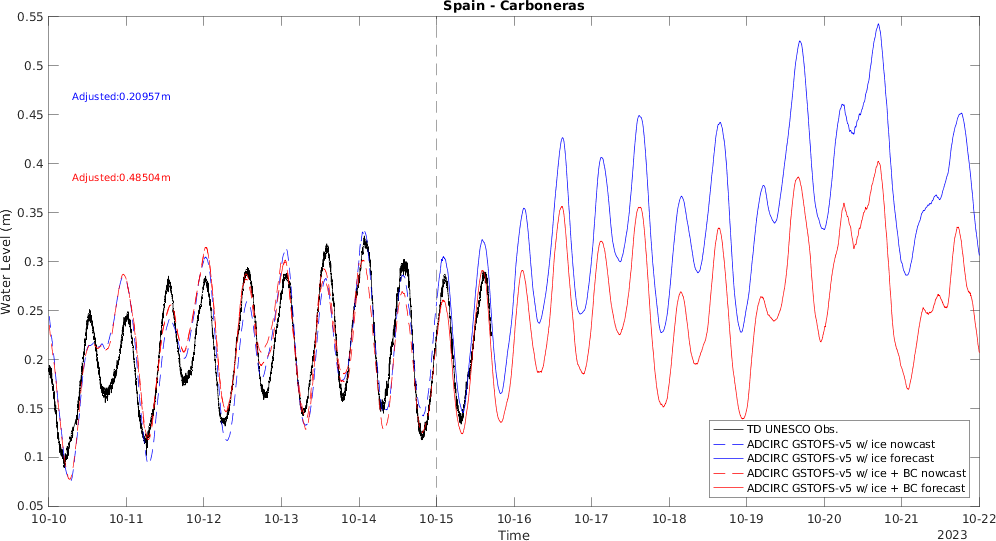 Spain - Carboneras
0.55
0.5
0.45
0.4
0.35
0.3
0.25
0.2
0.15
0.1
0.05
Water Level (m)
Adjusted:0.20957m
Adjusted:0.48504m
TD UNESCO Obs.
ADCIRC GSTOFS-v5 w/ ice nowcast
ADCIRC GSTOFS-v5 w/ ice forecast
ADCIRC GSTOFS-v5 w/ ice + BC nowcast
ADCIRC GSTOFS-v5 w/ ice + BC forecast
10-10 10-11 10-12 10-13 10-14 10-15 10-16 10-17 10-18 10-19 10-20 10-21 10-22
Time
2023